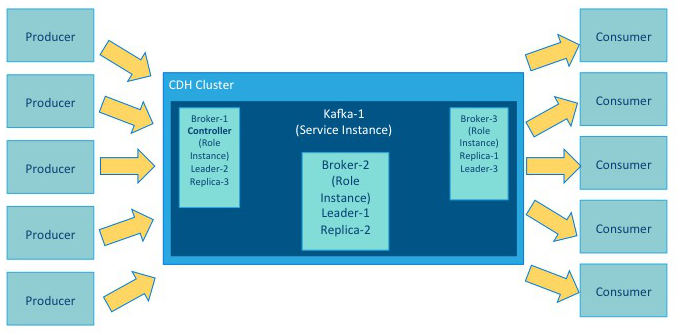 Producer
Producer
Producer
Producer
Producer
CDH Cluster
Kafka-1
(Service Instance)
Broker-1
Controller
(Role
Instance)
Leader-2
Replica-3
Broker-2
(Role
Instance)
Leader-1
Replica-2
Broker-3
(Role
Instance)
Replica-1
Leader-3
Consumer
Consumer
Consumer
Consumer
Consumer